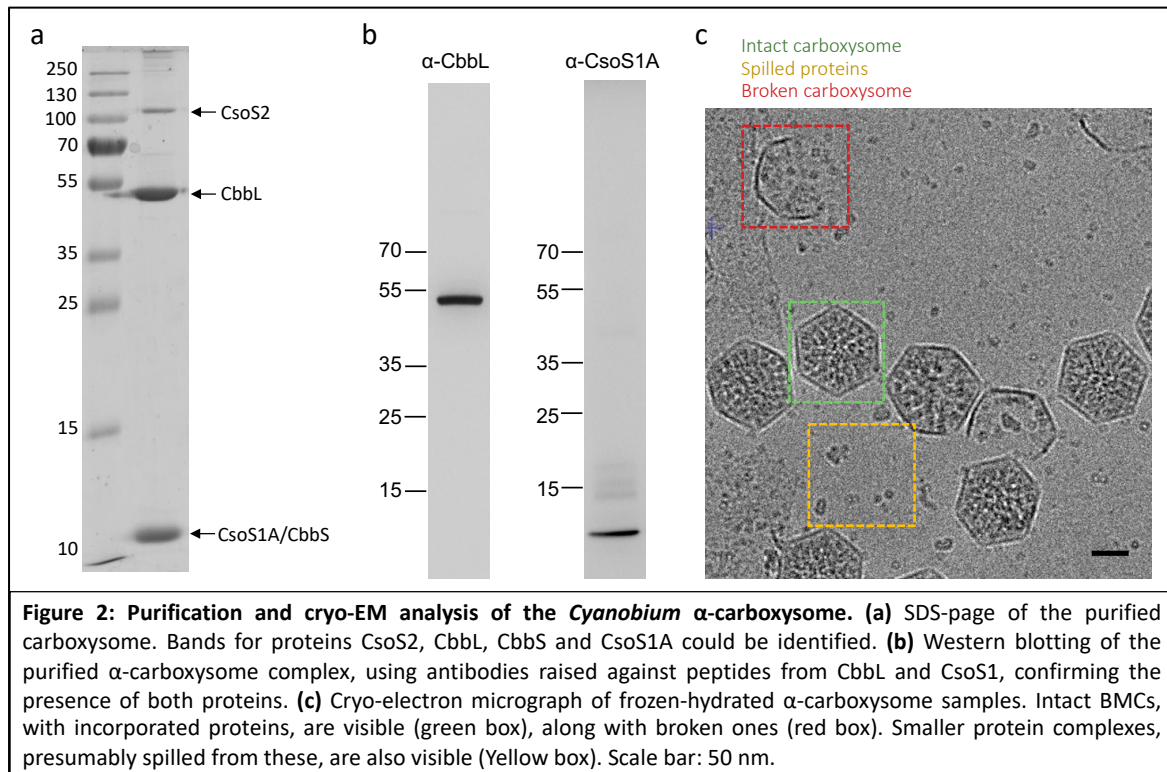 a
250
130
100
70
55
35
25
15
10
CsoS2
CbbL
CsoS1A/CbbS
b
α-CbbL
70
55
35
25
15
α-CsoS1A
70
55
35
25
15
c
Intact carboxysome
Spilled proteins
Broken carboxysome
Figure 2: Purification and cryo-EM analysis of the Cyanobium α-carboxysome. (a) SDS-page of the purified
carboxysome. Bands for proteins CsoS2, CbbL, CbbS and CsoS1A could be identified. (b) Western blotting of the
purified α-carboxysome complex, using antibodies raised against peptides from CbbL and CsoS1, confirming the
presence of both proteins. (c) Cryo-electron micrograph of frozen-hydrated α-carboxysome samples. Intact BMCs,
with incorporated proteins, are visible (green box), along with broken ones (red box). Smaller protein complexes,
presumably spilled from these, are also visible (Yellow box). Scale bar: 50 nm.